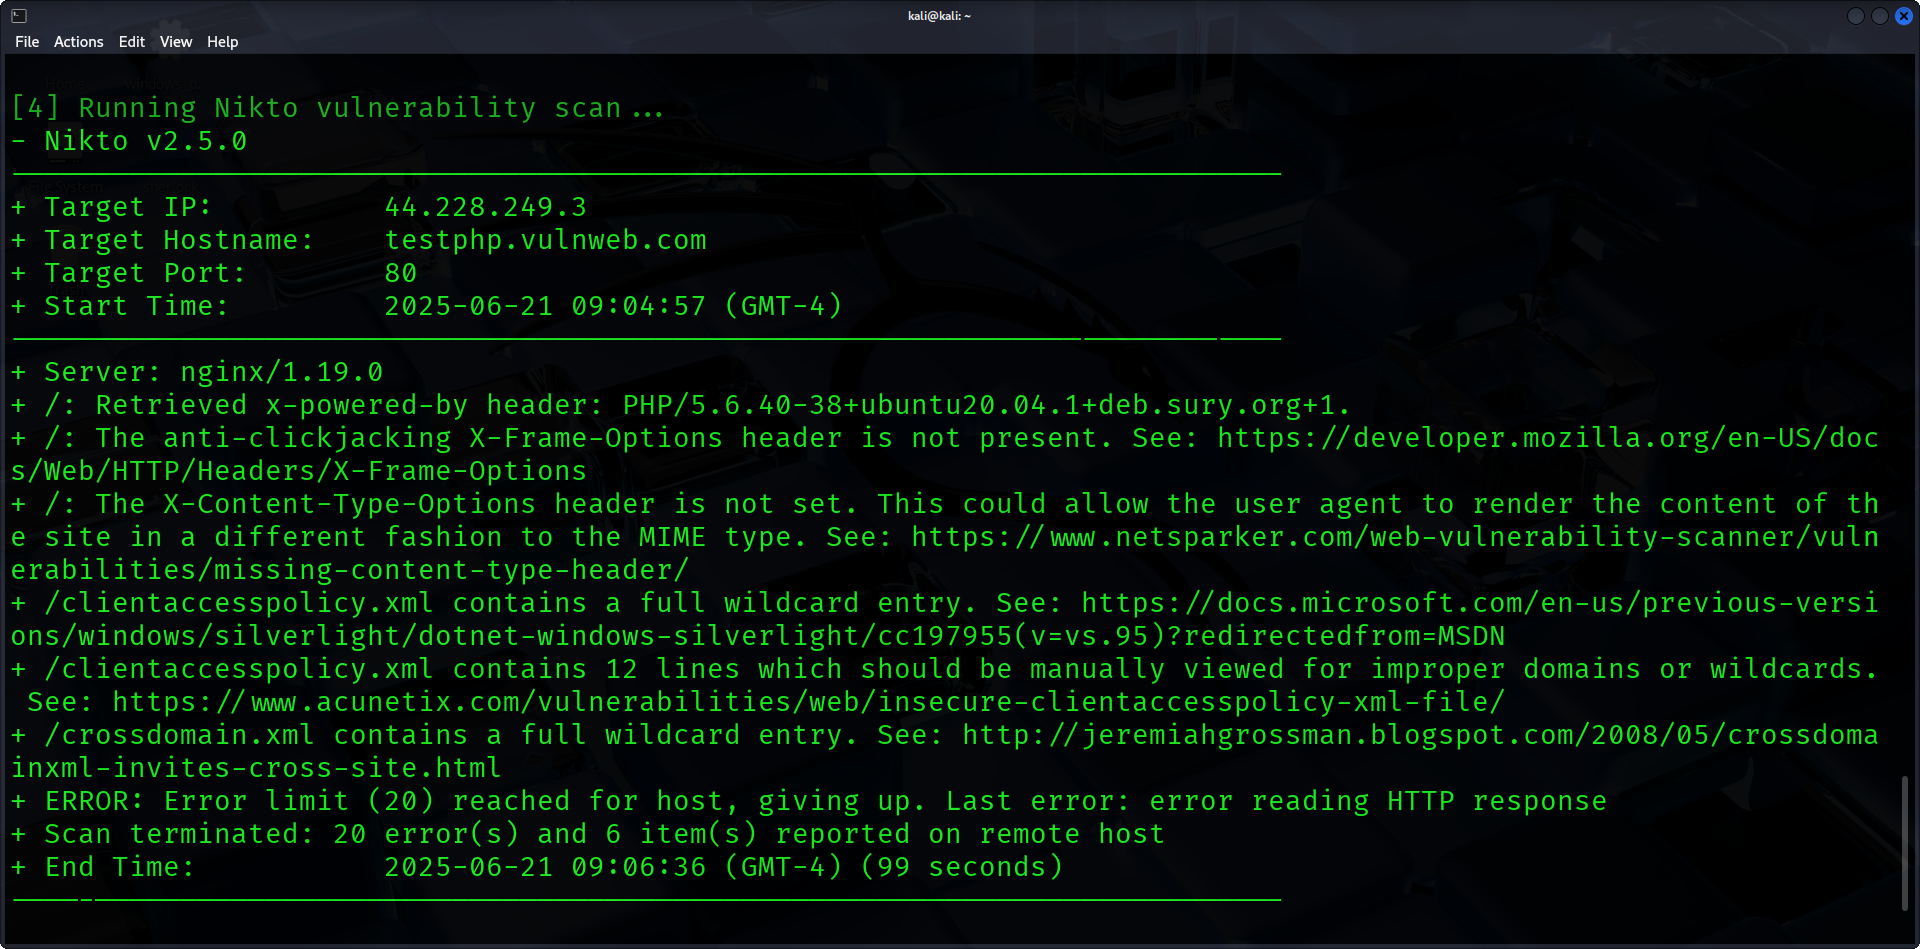 kali@kali: ~
File Actions Edit View Help
[4] Running Nikto vulnerability scan ...
- Nikto v2.5.0
+ Target IP: 44.228.249.3
+ Target Hostname: testphp.vulnweb.com
+ Target Port: 80
+ Start Time: 2025-06-21 09:04:57 (GMT-4)
+ Server: nginx/1.19.0
+ /: Retrieved x-powered-by header: PHP/5.6.40-38+ubuntu20.04.1+deb.sury.org+1.
+ /: The anti-clickjacking X-Frame-Options header is not present. See: https://developer.mozilla.org/en-US/doc
s/Web/HTTP/Headers/X-Frame-Options
+ /: The X-Content-Type-Options header is not set. This could allow the user agent to render the content of th
e site in a different fashion to the MIME type. See: https://www.netsparker.com/web-vulnerability-scanner/vuln
erabilities/missing-content-type-header/
+ /clientaccesspolicy.xml contains a full wildcard entry. See: https://docs.microsoft.com/en-us/previous-versi
ons/windows/silverlight/dotnet-windows-silverlight/cc197955(v=vs.95)?redirectedfrom=MSDN
+ /clientaccesspolicy.xml contains 12 lines which should be manually viewed for improper domains or wildcards.
See: https://www.acunetix.com/vulnerabilities/web/insecure-clientaccesspolicy-xml-file/
+ /crossdomain.xml contains a full wildcard entry. See: http://jeremiahgrossman.blogspot.com/2008/05/crossdoma
inxml-invites-cross-site.html
+ ERROR: Error limit (20) reached for host, giving up. Last error: error reading HTTP response
+ Scan terminated: 20 error(s) and 6 item(s) reported on remote host
+ End Time: 2025-06-21 09:06:36 (GMT-4) (99 seconds)